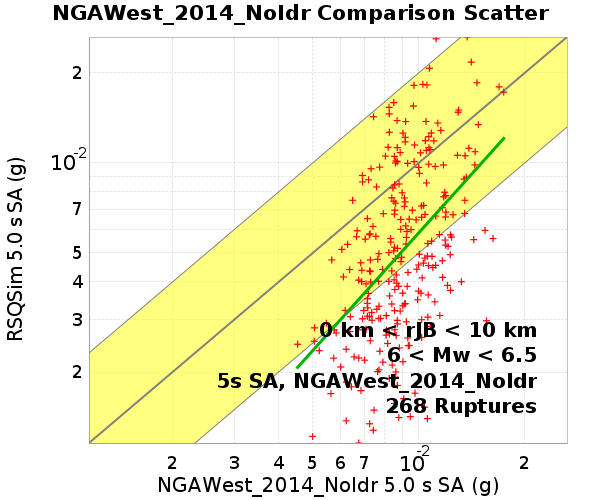 NGAWest_2014_NoIdr Comparison Scatter
RSQSim 5.0 s SA (g)
2
10-2
7
5
4
3
2
0 km < rJB < 10 km
6 < Mw < 6.5
5s SA, NGAWest_2014_NoIdr
268 Ruptures
2 3 4 5 6 7 10-2 2
NGAWest_2014_NoIdr 5.0 s SA (g)